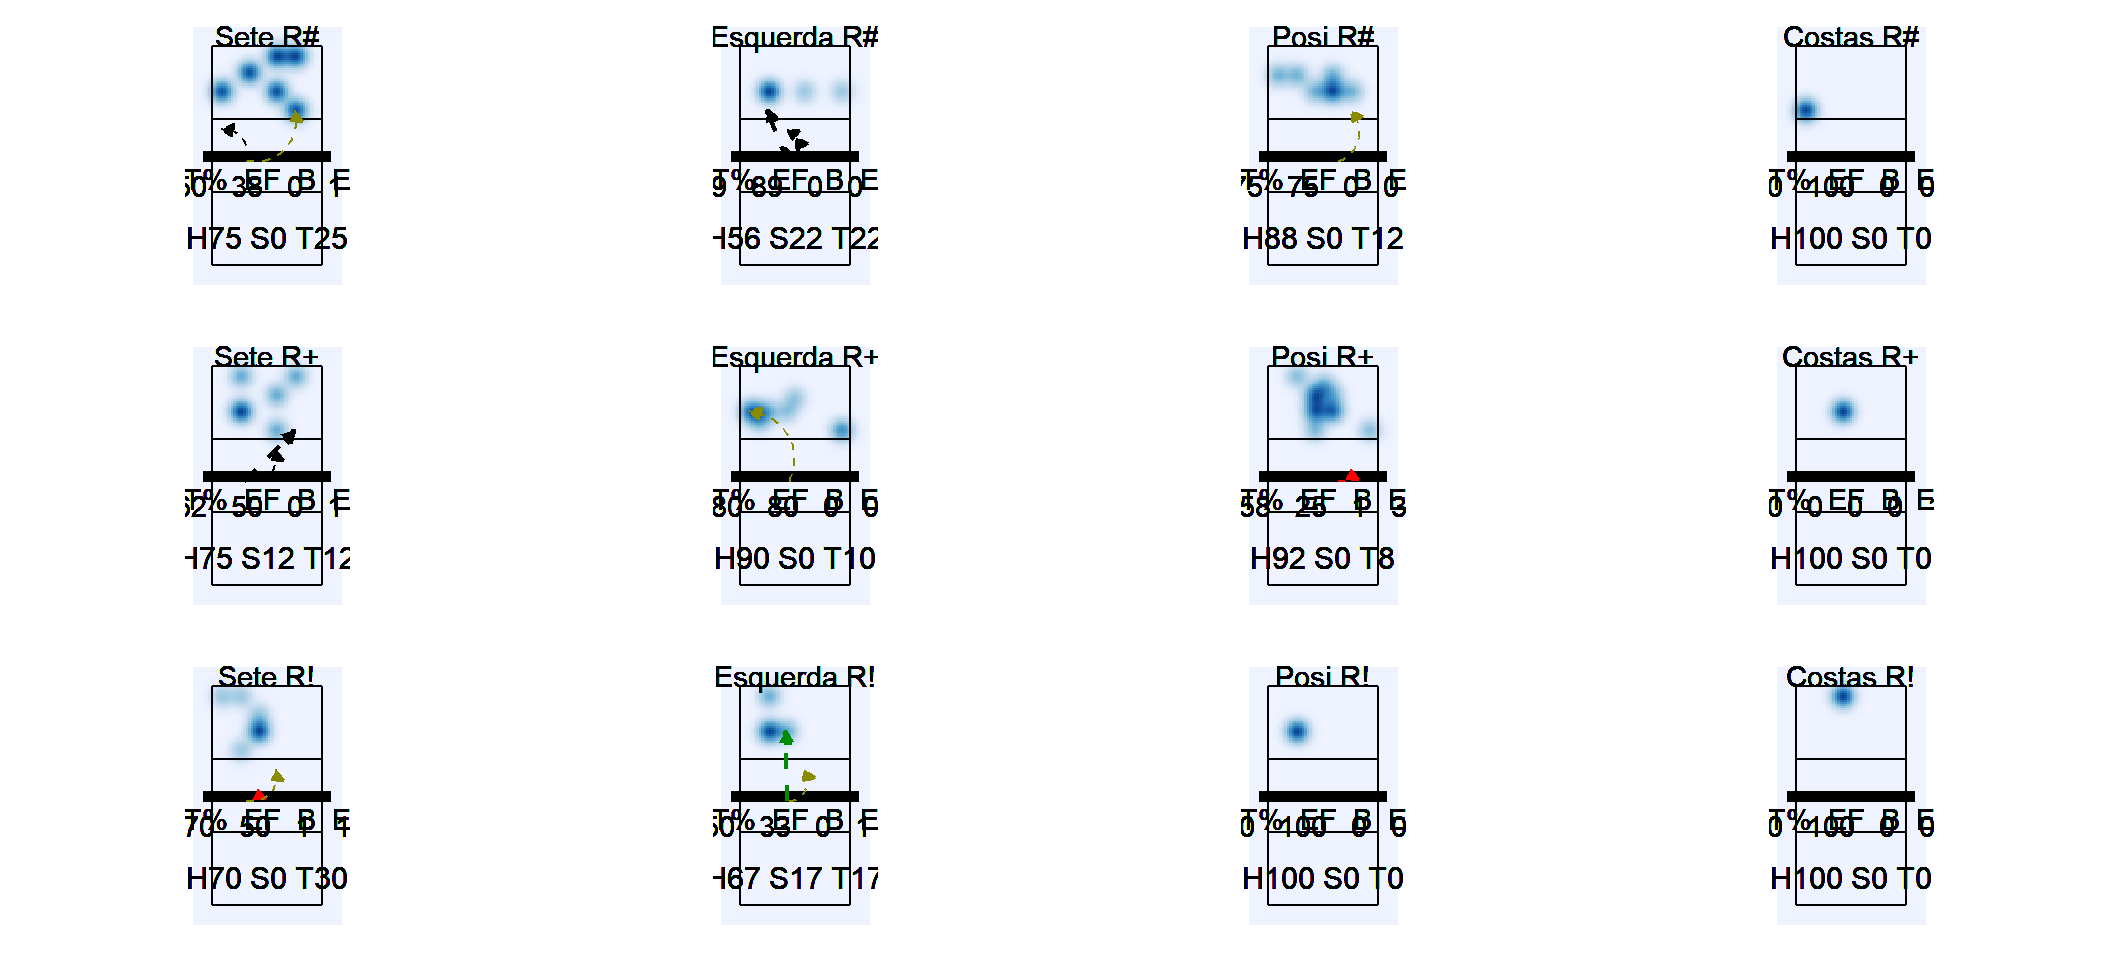 Sete R#
Esquerda R#
Posi R#
Costas R#
T% EF B E
38 0 1
T% EF B E
9 89 0 0
T% EF B E
75 75 0 0
T% EF B E
0 100 0 0
H75 S0 T25
H56 S22 T22
H88 S0 T12
H100 S0 T0
Sete R+
Esquerda R+
Posi R+
Costas R+
T% EF B E
50 0 1
T% EF B E
80 80 0 0
T% EF B E
58 25 1 3
T% EF B E
0 0 0
H75 S12 T12
H90 S0 T10
H92 S0 T8
H100 S0 T0
Sete R!
Esquerda R!
Posi R!
Costas R!
T% EF B E
70 50 1 1
T% EF B E
33 0 1
T% EF B E
0 100 0 0
T% EF B E
0 100 0 0
H70 S0 T30
H67 S17 T17
H100 S0 T0
H100 S0 T0